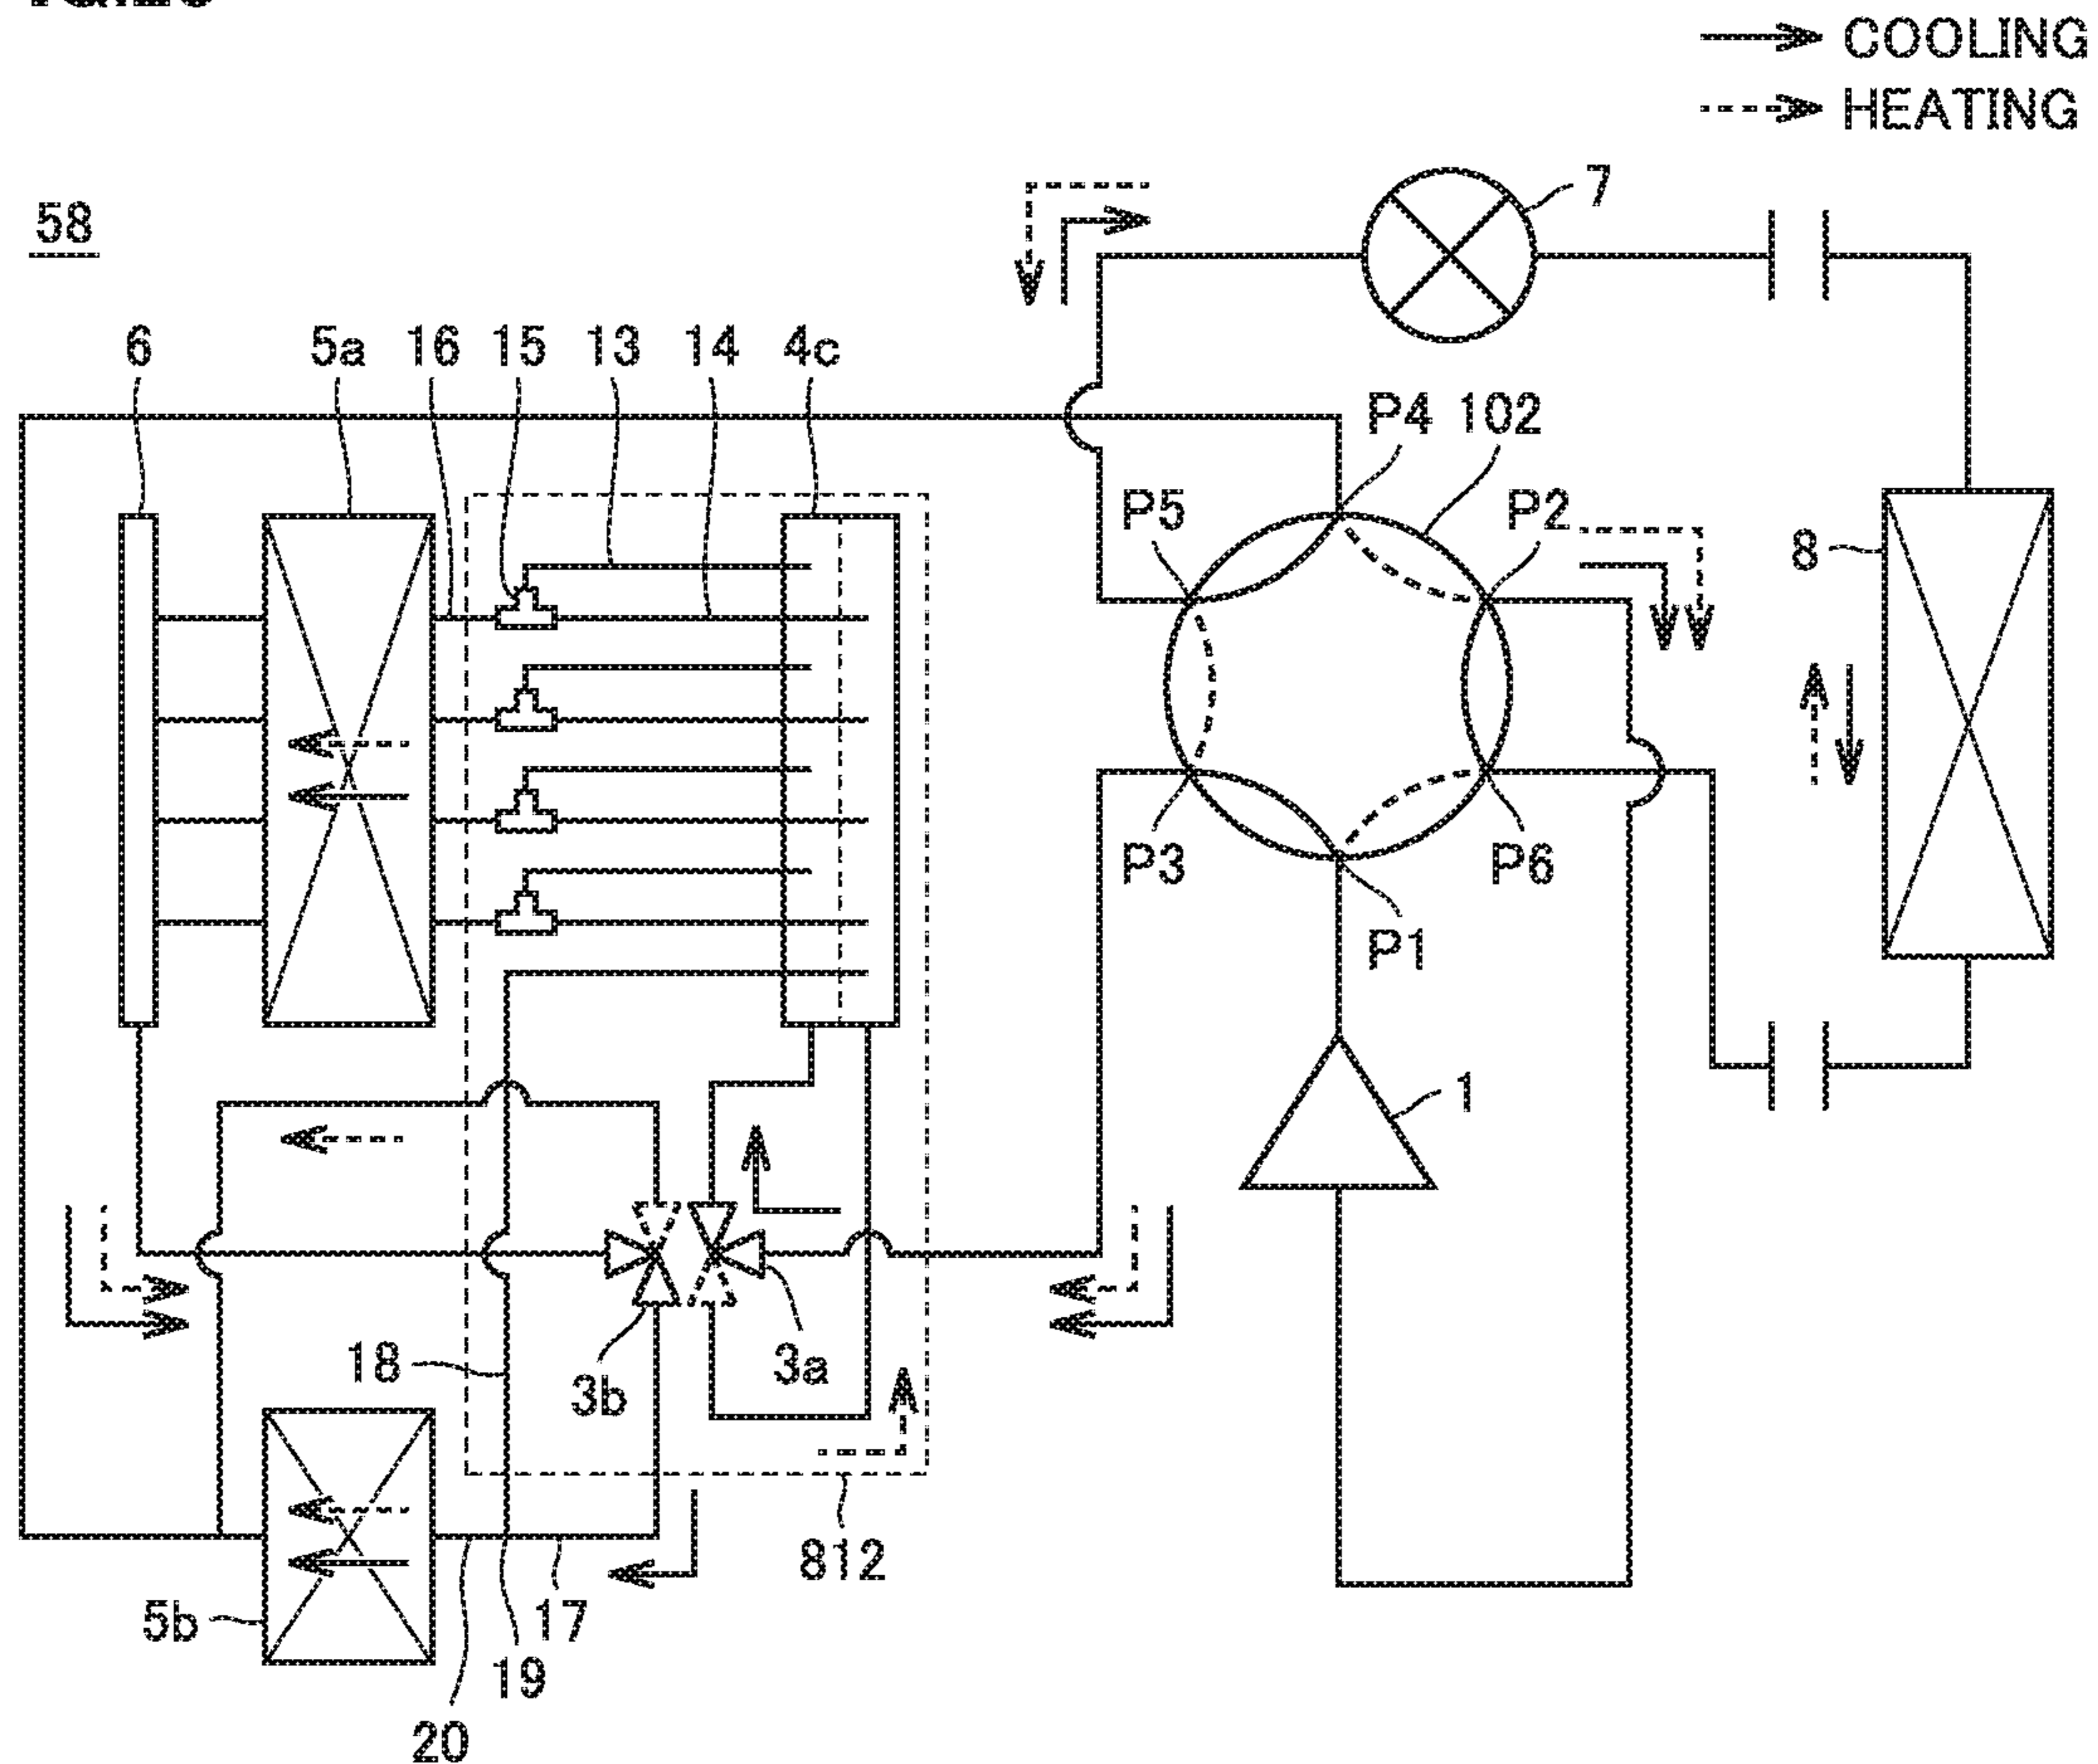 COOLING
HEATING
58
7
6 5a 16 15 13 14 4c
P4 102
P5 P2
8
P3 P6
P1
1
18 3b 3a
812
5b 17
19
20